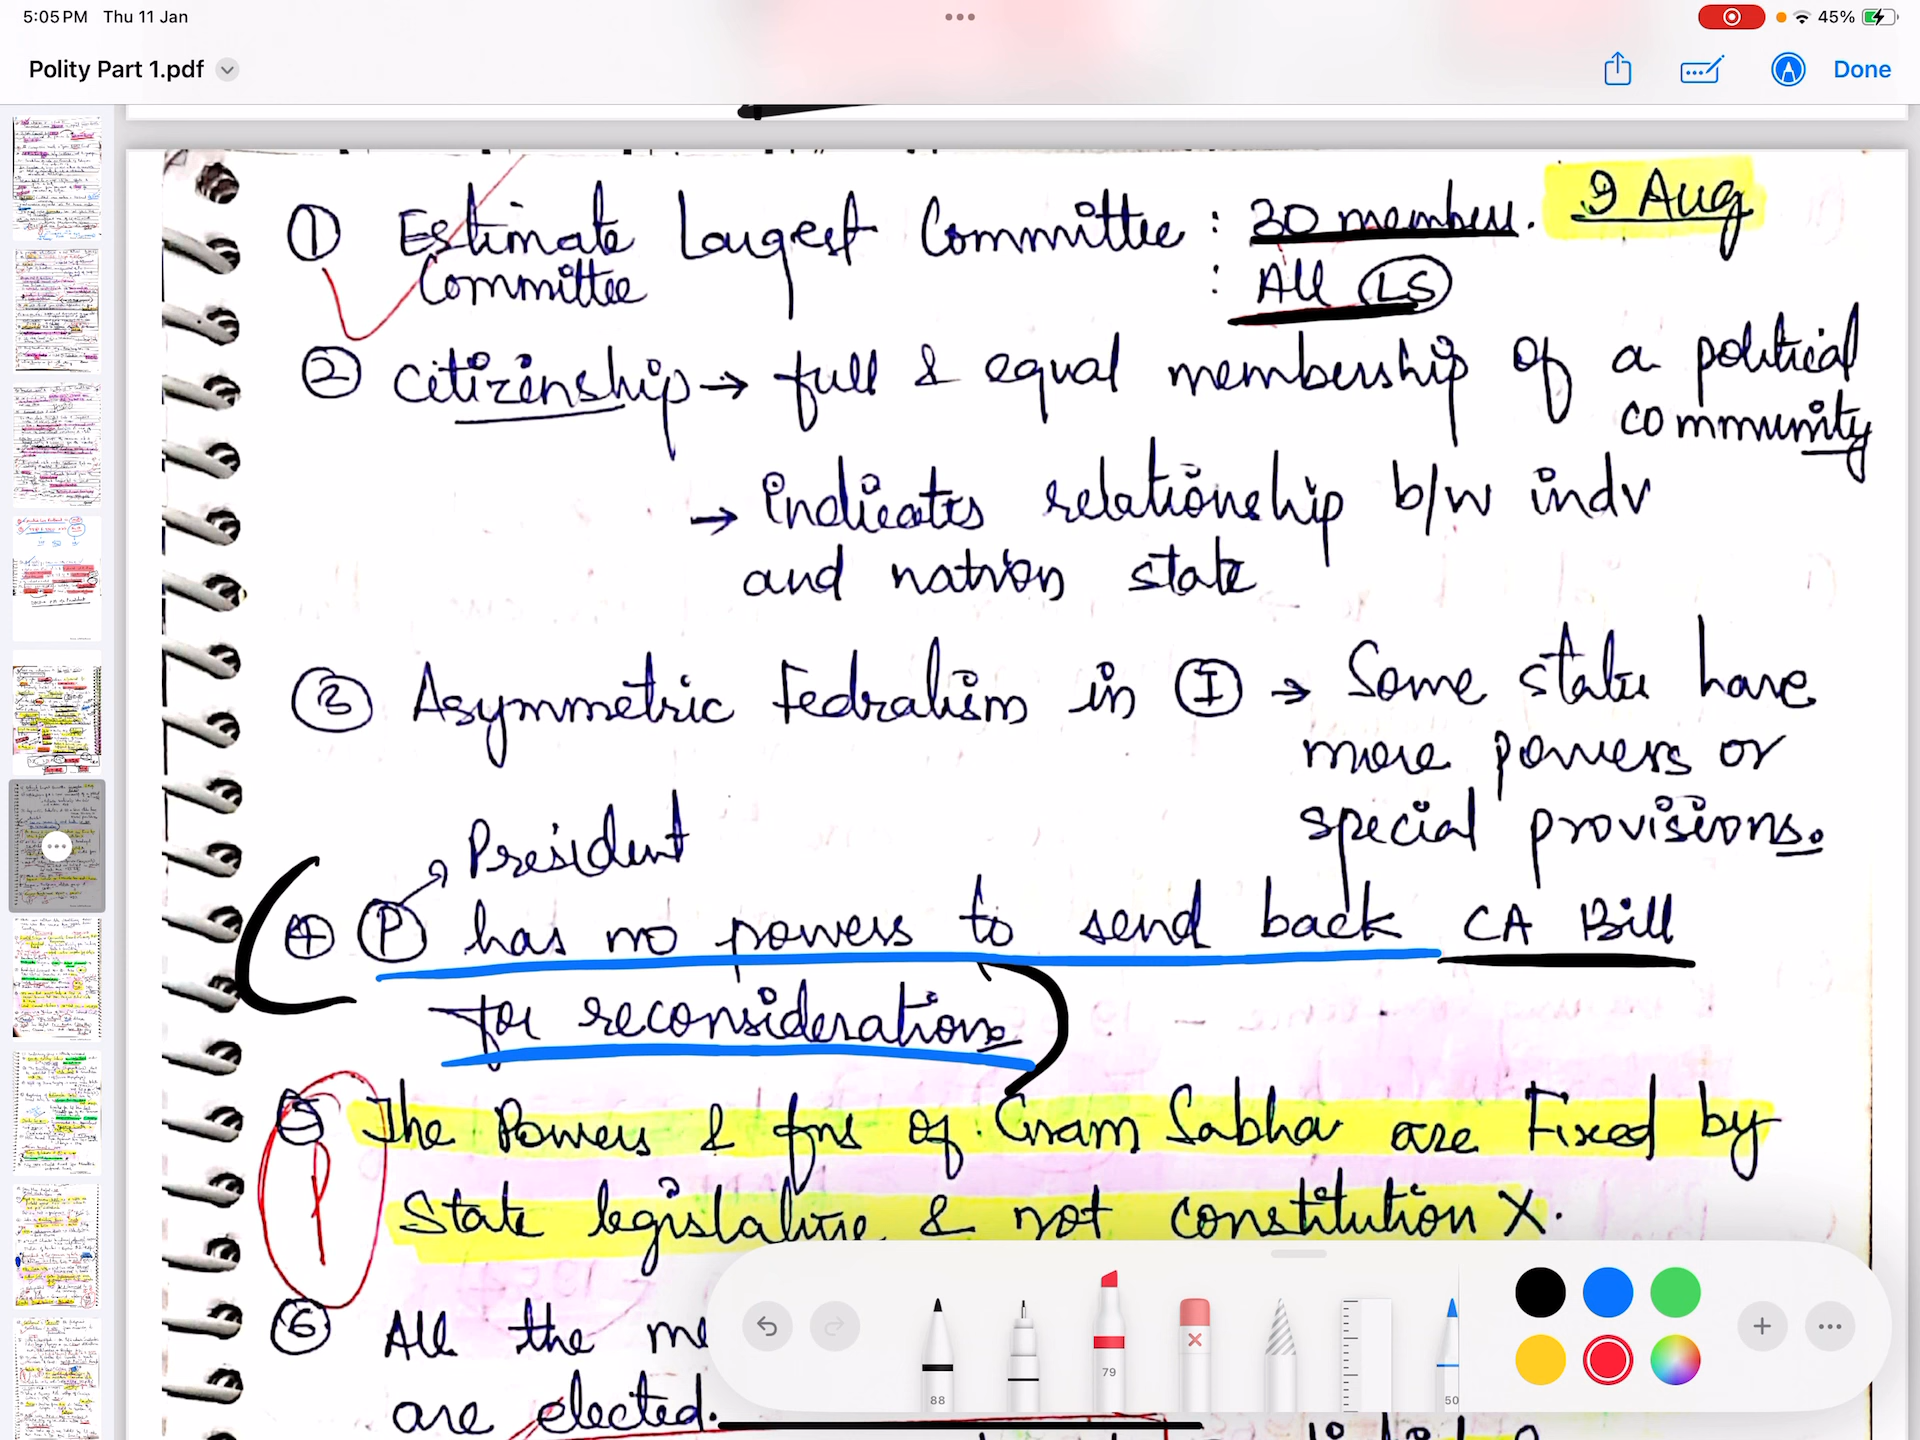 5:05 PM Thu 11 Jan
45%
Polity Part 1.pdf
Done
9 Aug
① Estimate Largest Committee : 30 member.
Committee : All LS
② Citizenship → full & equal membership of a political
community
→ indicates relationship b/w indv
and nation state
③ Asymmetric Fedralism in I → Some state have
more powers or
special provisions.
President
④ P has no powers to send back CA Bill
for reconsideration.
⑤ The Powers & fns of Gram Sabha are Fixed by
State legislature & not constitution X.
⑥ All the me
are elected.
88
79
50